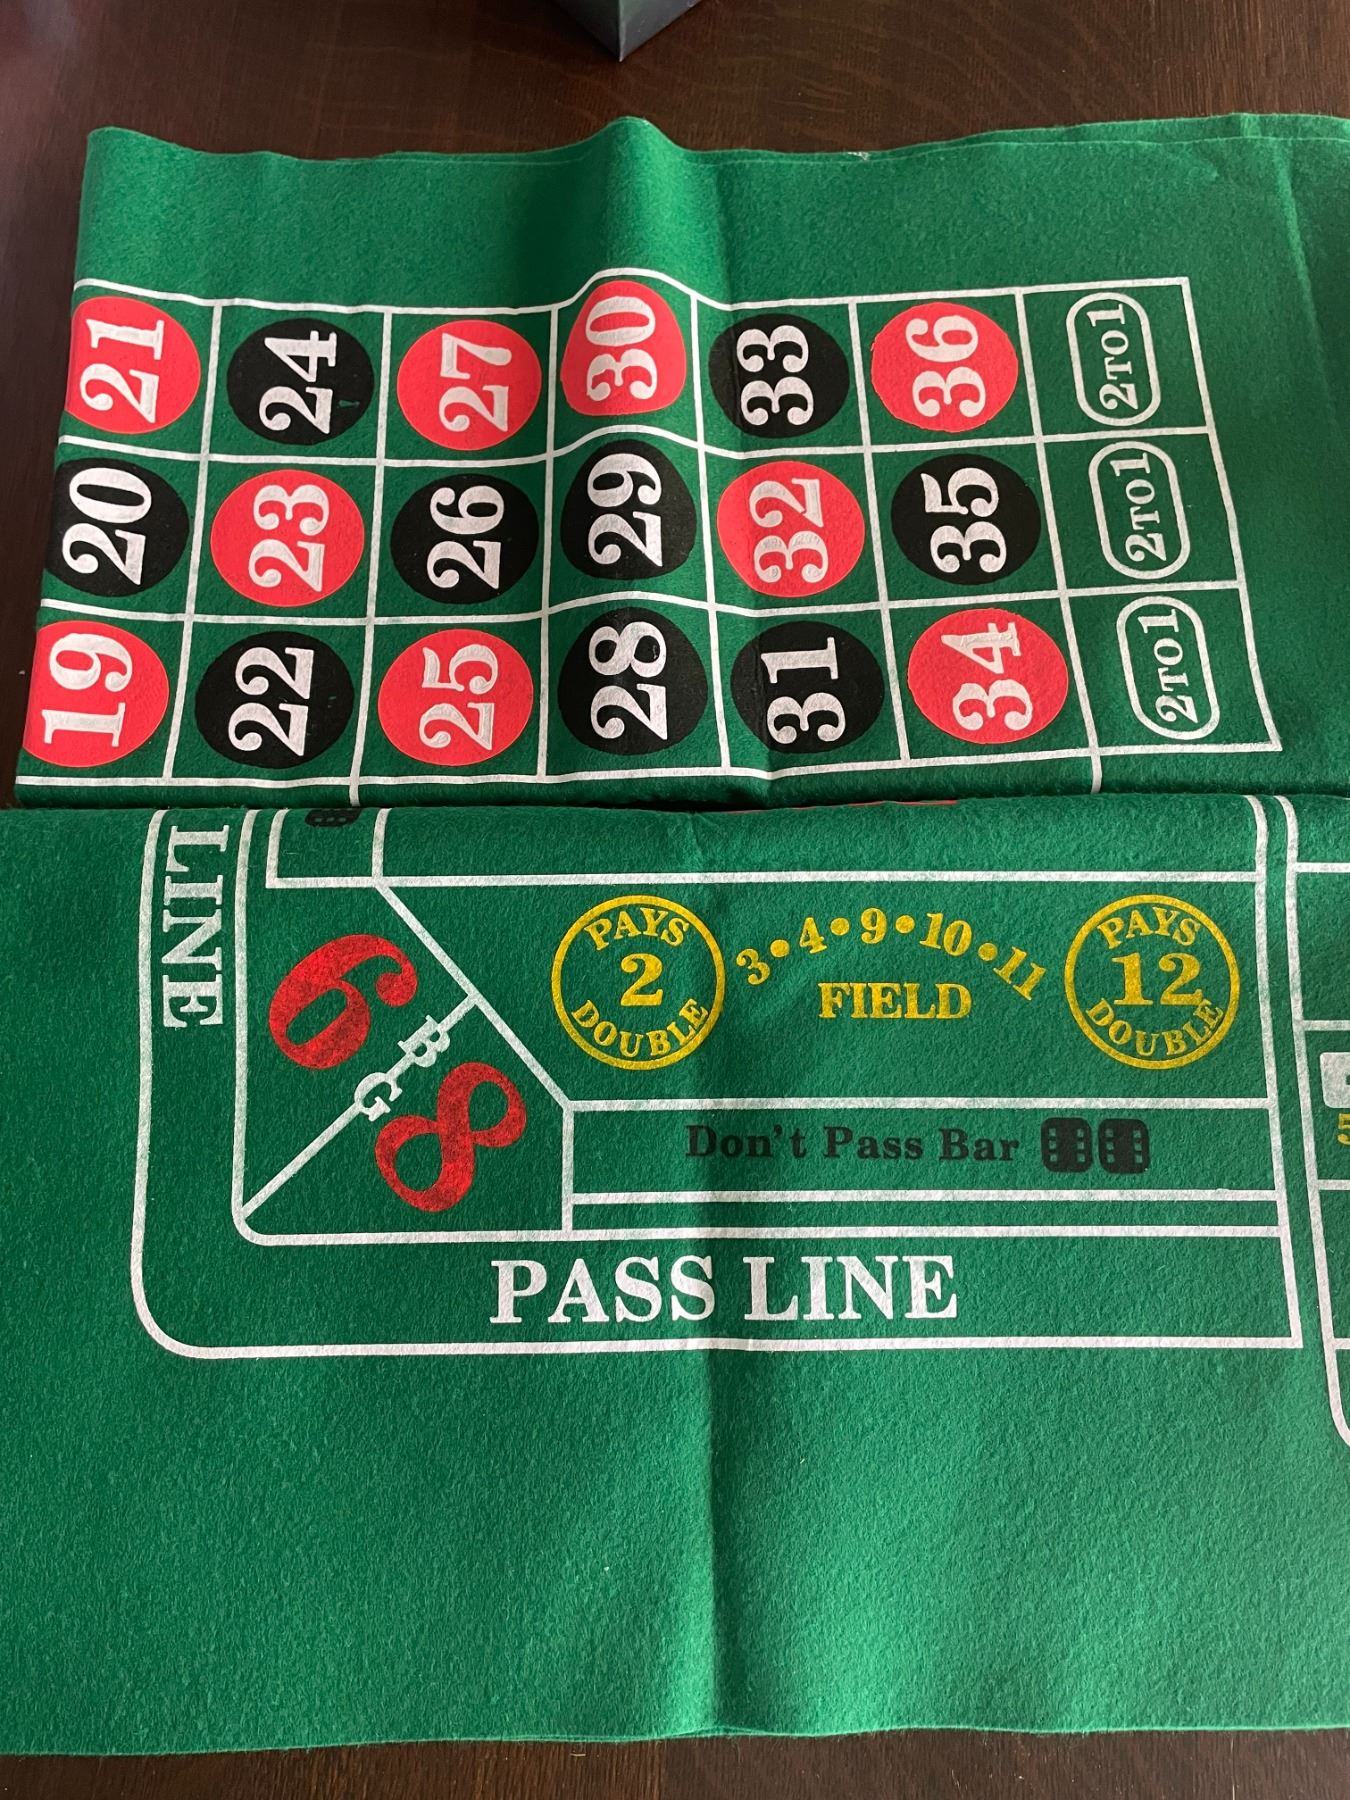 21 24 27 30 33 36 2TO1
20 23 26 29 32 35 2TO1
19 22 25 28 31 34 2TO1
LINE
6
BIG
8
PAYS
2
DOUBLE
3•4•9•10•11
FIELD
PAYS
12
DOUBLE
Don't Pass Bar
PASS LINE
5